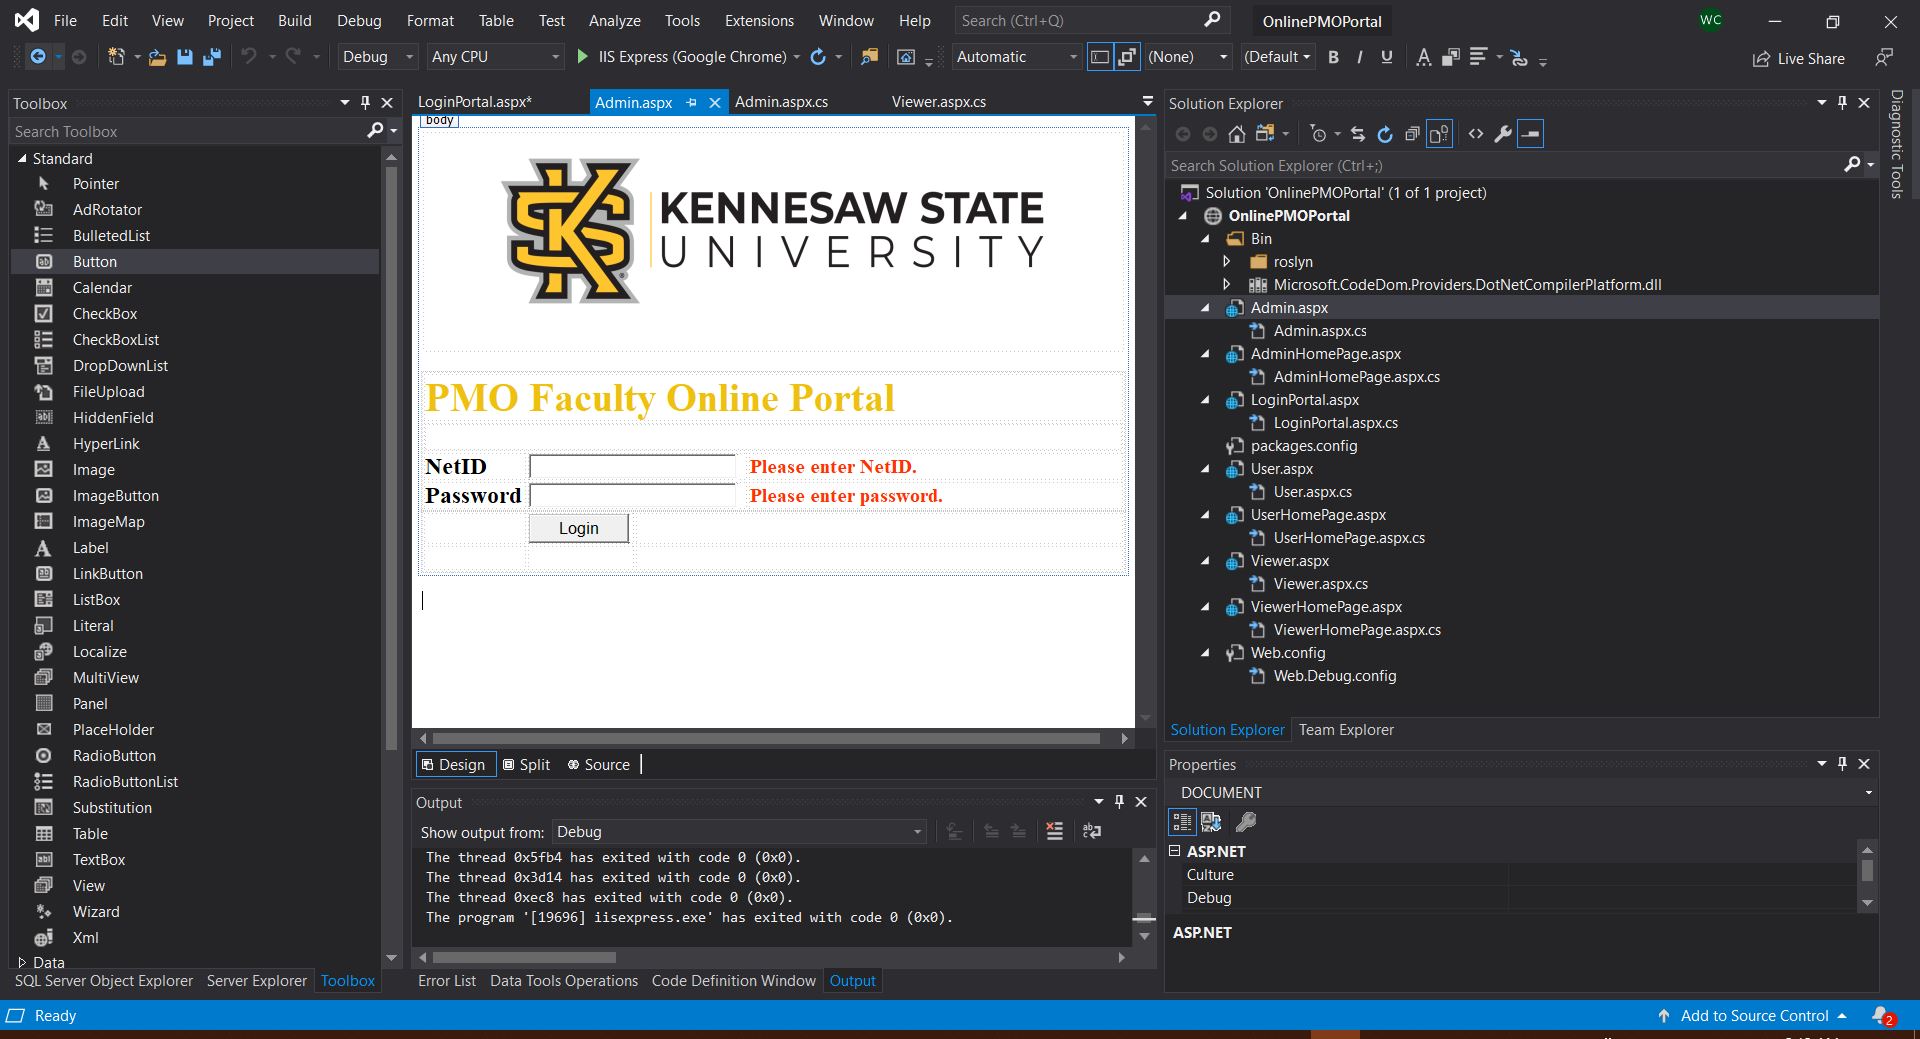 File Edit View Project Build Debug Format Table Test Analyze Tools Extensions Window Help Search (Ctrl+Q) OnlinePMOPortal WC
Debug Any CPU IIS Express (Google Chrome) Automatic (None) (Default B I U Live Share
Toolbox
Search Toolbox
Standard
Pointer
AdRotator
BulletedList
Button
Calendar
CheckBox
CheckBoxList
DropDownList
FileUpload
HiddenField
HyperLink
Image
ImageButton
ImageMap
Label
LinkButton
ListBox
Literal
Localize
MultiView
Panel
PlaceHolder
RadioButton
RadioButtonList
Substitution
Table
TextBox
View
Wizard
Xml
Data
SQL Server Object Explorer Server Explorer Toolbox
LoginPortal.aspx* Admin.aspx Admin.aspx.cs Viewer.aspx.cs
body
KENNESAW STATE
UNIVERSITY
PMO Faculty Online Portal
NetID Please enter NetID.
Password Please enter password.
Login
Design Split Source
Output
Show output from: Debug
The thread 0x5fb4 has exited with code 0 (0x0).
The thread 0x3d14 has exited with code 0 (0x0).
The thread 0xec8 has exited with code 0 (0x0).
The program '[19696] iisexpress.exe' has exited with code 0 (0x0).
Error List Data Tools Operations Code Definition Window Output
Solution Explorer
Search Solution Explorer (Ctrl+;)
Solution 'OnlinePMOPortal' (1 of 1 project)
OnlinePMOPortal
Bin
roslyn
Microsoft.CodeDom.Providers.DotNetCompilerPlatform.dll
Admin.aspx
Admin.aspx.cs
AdminHomePage.aspx
AdminHomePage.aspx.cs
LoginPortal.aspx
LoginPortal.aspx.cs
packages.config
User.aspx
User.aspx.cs
UserHomePage.aspx
UserHomePage.aspx.cs
Viewer.aspx
Viewer.aspx.cs
ViewerHomePage.aspx
ViewerHomePage.aspx.cs
Web.config
Web.Debug.config
Solution Explorer Team Explorer
Properties
DOCUMENT
ASP.NET
Culture
Debug
ASP.NET
Diagnostic Tools
Ready Add to Source Control 2